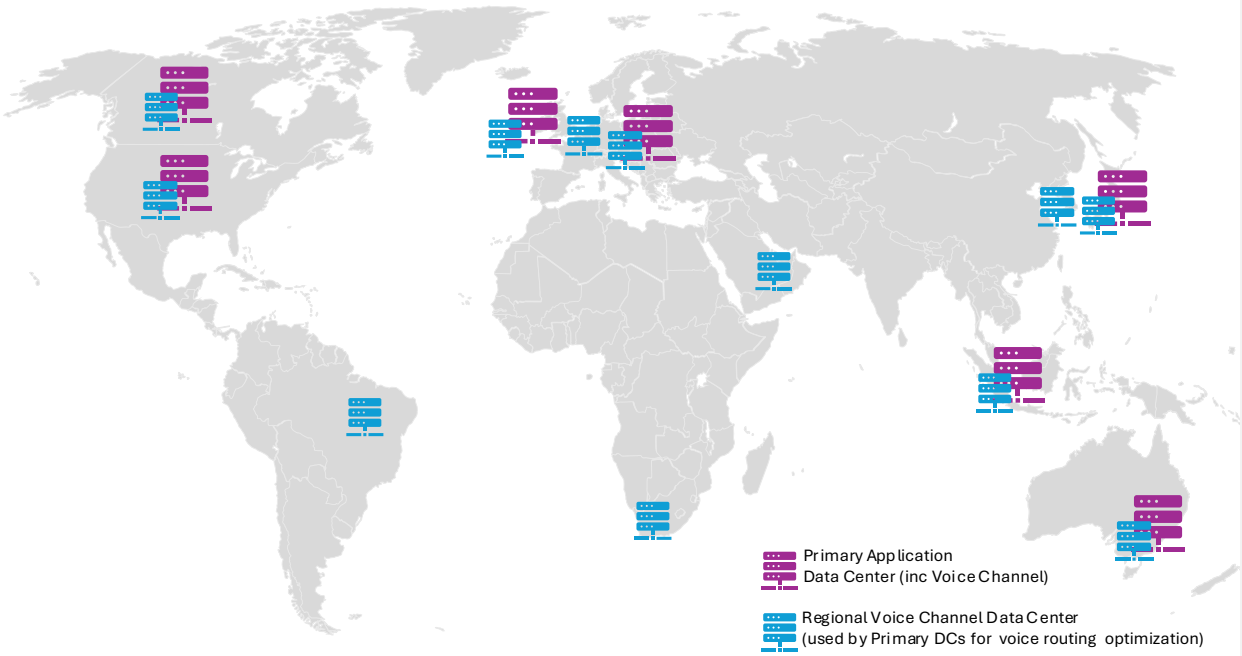 Primary Application
Data Center (inc Voice Channel)
Regional Voice Channel Data Center
(used by Primary DCs for voice routing optimization)